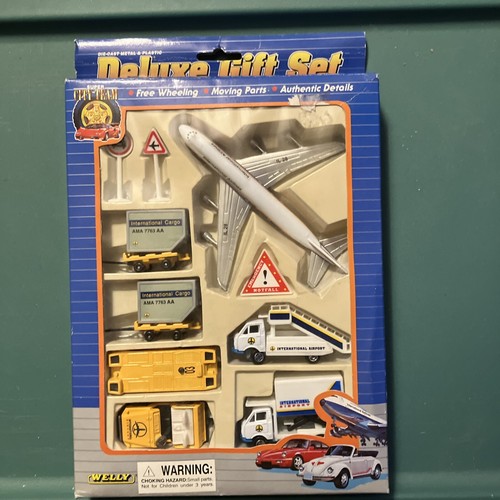 DIE-CAST METAL & PLASTIC
Deluxe Gift Set
CITY TEAM
Free Wheeling Moving Parts Authentic Details
International Cargo
AMA 7763 AA
International Cargo
AMA 7763 AA
INTERNATIONAL AIRPORT
INTERNATIONAL
AIRPORT
WELLY
WARNING:
CHOKING HAZARD-Small parts.
Not for Children under 3 years.